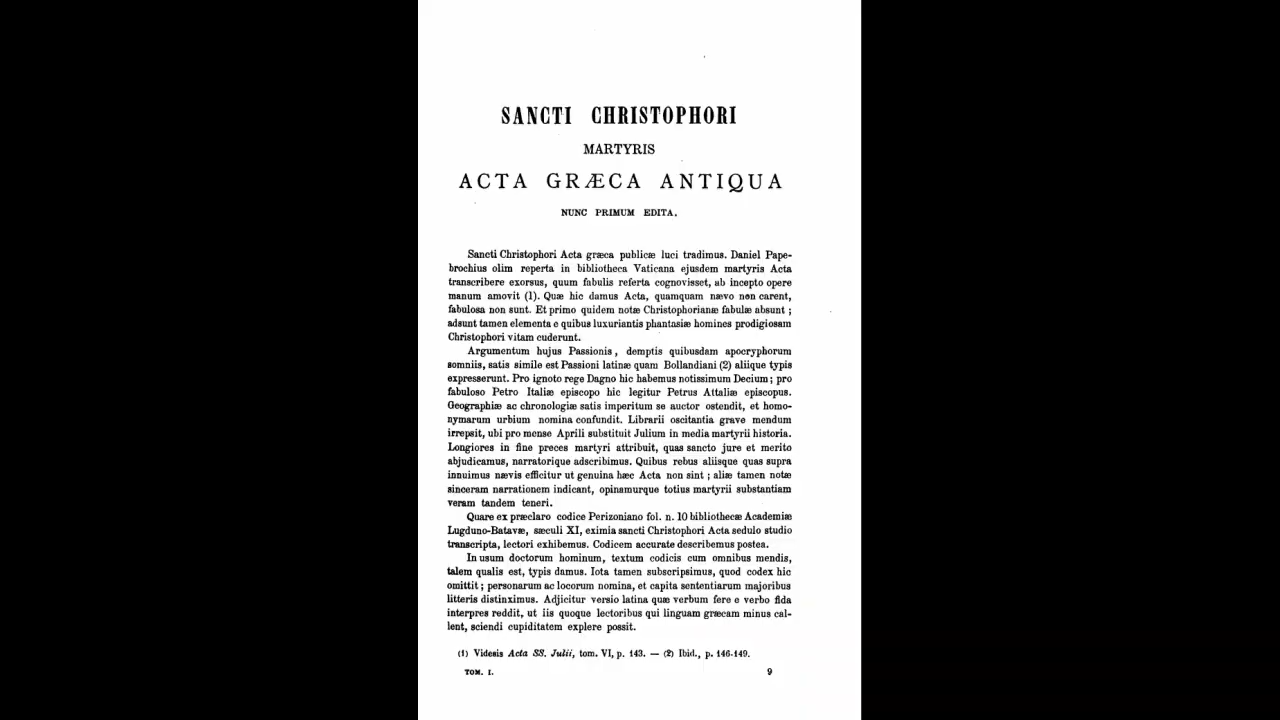 SANCTI CHRISTOPHORI
MARTYRIS
ACTA GRÆCA ANTIQUA
NUNC PRIMUM EDITA.
Sancti Christophori Acta græca publicæ luci tradimus. Daniel Pape-
brochius olim reperta in bibliotheca Vaticana ejusdem martyris Acta
transcribere exorsus, quum fabulis referta cognovisset, ab incepto opere
manum amovit (1). Quæ hic damus Acta, quamquam nævo non carent,
fabulosa non sunt. Et primo quidem notæ Christophorianæ fabulæ absunt ;
adsunt tamen elementa e quibus luxuriantis phantasiæ homines prodigiosam
Christophori vitam cuderunt.
Argumentum hujus Passionis, demptis quibusdam apocryphorum
somniis, satis simile est Passioni latinæ quam Bollandiani (2) aliique typis
expresserunt. Pro ignoto rege Dagno hic habemus notissimum Decium ; pro
fabuloso Petro Italiæ episcopo hic legitur Petrus Attaliæ episcopus.
Geographiæ ac chronologiæ satis imperitum se auctor ostendit, et homo-
nymarum urbium nomina confundit. Librarii oscitantia grave mendum
irrepsit, ubi pro mense Aprili substituit Julium in media martyrii historia.
Longiores in fine preces martyri attribuit, quas sancto jure et merito
abjudicamus, narratorique adscribimus. Quibus rebus aliisque quas supra
innuimus nævis efficitur ut genuina hæc Acta non sint ; aliæ tamen notæ
sinceram narrationem indicant, opinamurque totius martyrii substantiam
veram tandem teneri.
Quare ex præclaro codice Perizoniano fol. n. 10 bibliothecæ Academiæ
Lugduno-Batavæ, sæculi XI, eximia sancti Christophori Acta sedulo studio
transcripta, lectori exhibemus. Codicem accurate describemus postea.
In usum doctorum hominum, textum codicis cum omnibus mendis,
talem qualis est, typis damus. Iota tamen subscripsimus, quod codex hic
omittit ; personarum ac locorum nomina, et capita sententiarum majoribus
litteris distinximus. Adjicitur versio latina quæ verbum fere e verbo fida
interpres reddit, ut iis quoque lectoribus qui linguam græcam minus cal-
lent, sciendi cupiditatem explere possit.
(1) Videsis Acta SS. Julii, tom. VI, p. 143. — (2) Ibid., p. 146-149.
TOM. I. 9